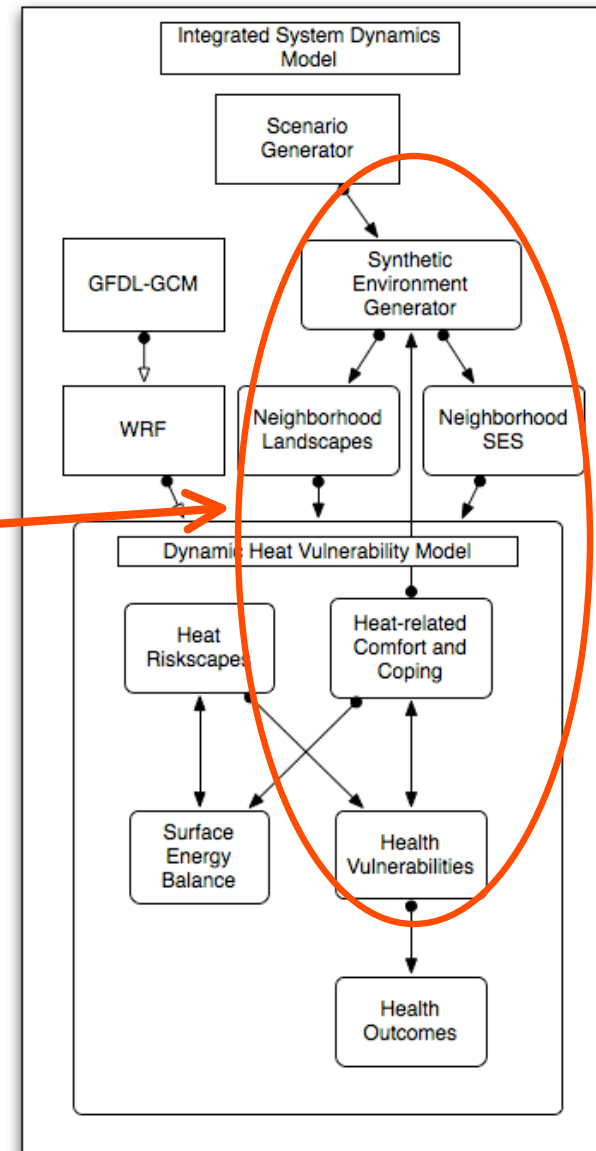 Integrated System Dynamics
Model
Scenario
Generator
Synthetic
Environment
Generator
GFDL-GCM
WRF
Neighborhood
Landscapes
Neighborhood
SES
Dynamic Heat Vulnerability Model
Heat
Riskscapes
Heat-related
Comfort and
Coping
Surface
Energy
Balance
Health
Vulnerabilities
Health
Outcomes